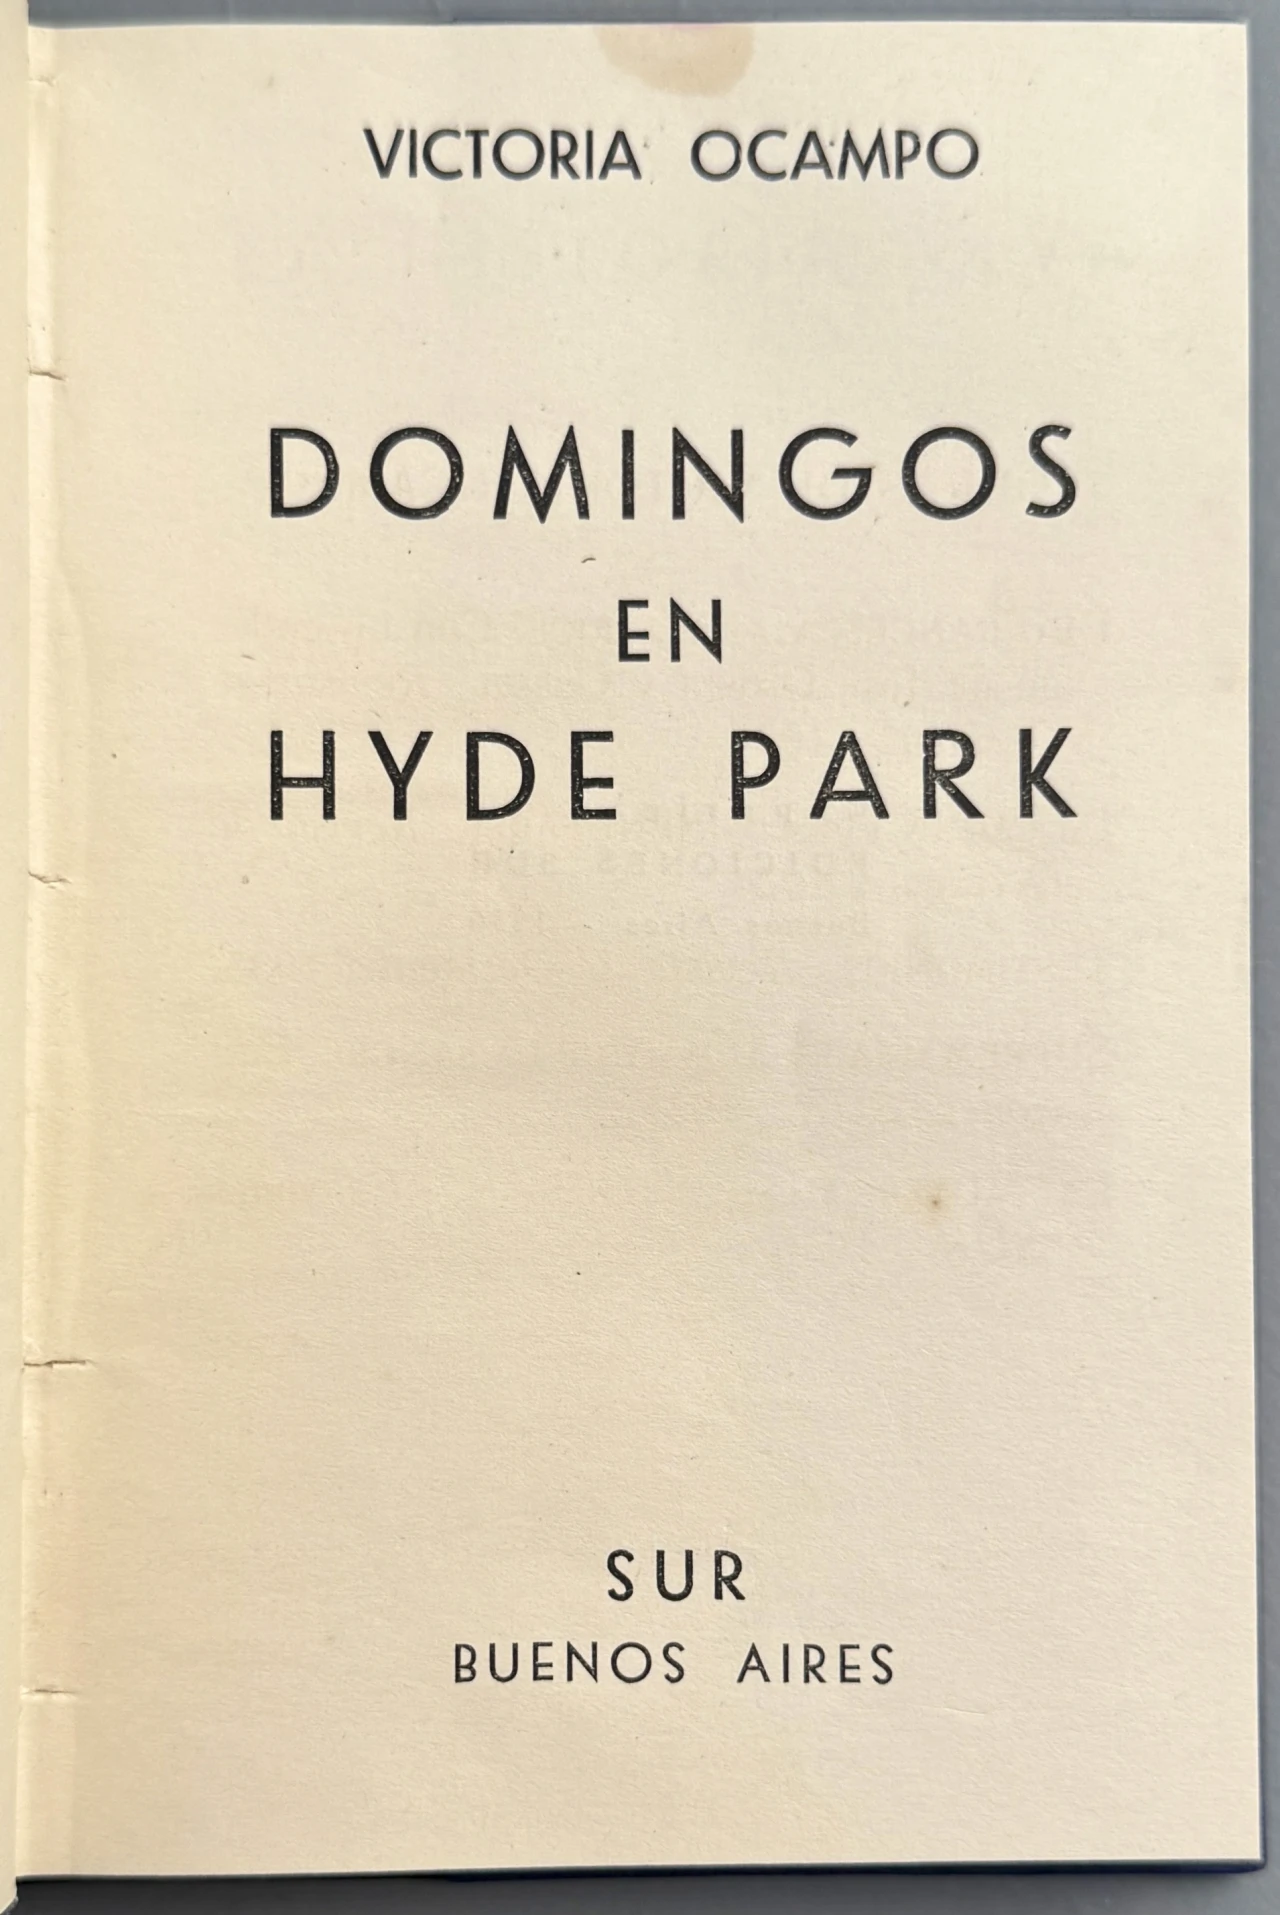 VICTORIA OCAMPO
DOMINGOS
EN
HYDE PARK
SUR
BUENOS AIRES